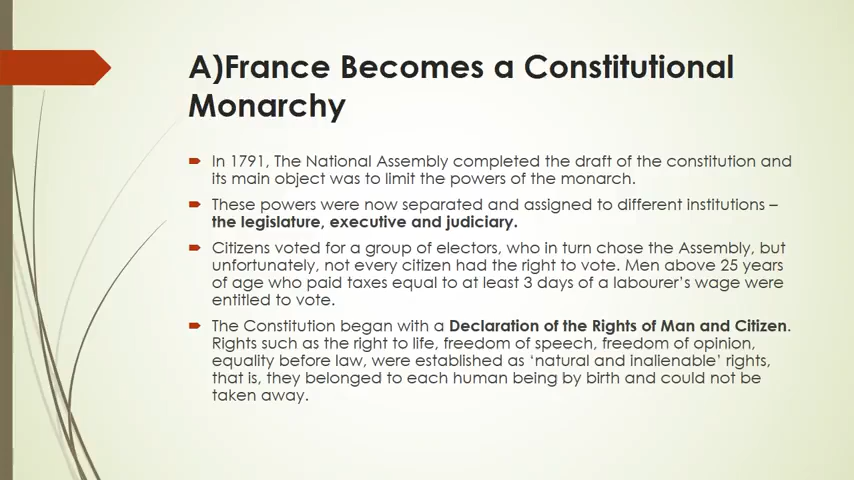 A)France Becomes a Constitutional
Monarchy
In 1791, The National Assembly completed the draft of the constitution and
its main object was to limit the powers of the monarch.
These powers were now separated and assigned to different institutions –
the legislature, executive and judiciary.
Citizens voted for a group of electors, who in turn chose the Assembly, but
unfortunately, not every citizen had the right to vote. Men above 25 years
of age who paid taxes equal to at least 3 days of a labourer’s wage were
entitled to vote.
The Constitution began with a Declaration of the Rights of Man and Citizen.
Rights such as the right to life, freedom of speech, freedom of opinion,
equality before law, were established as ‘natural and inalienable’ rights,
that is, they belonged to each human being by birth and could not be
taken away.